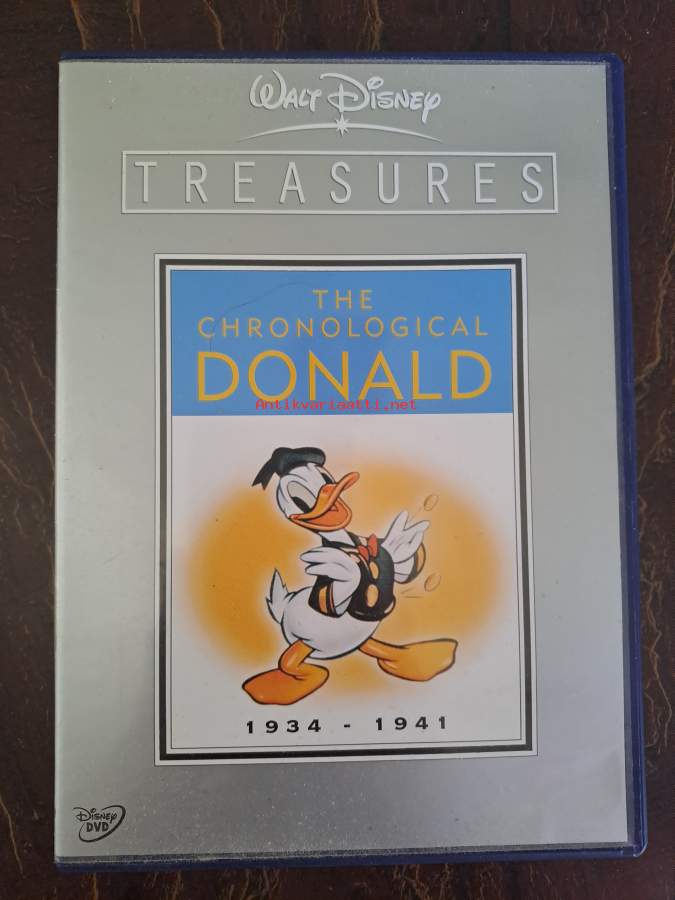 WALT DISNEY
TREASURES
THE
CHRONOLOGICAL
DONALD
Antikvariaatti.net
1934 - 1941
DISNEY
DVD